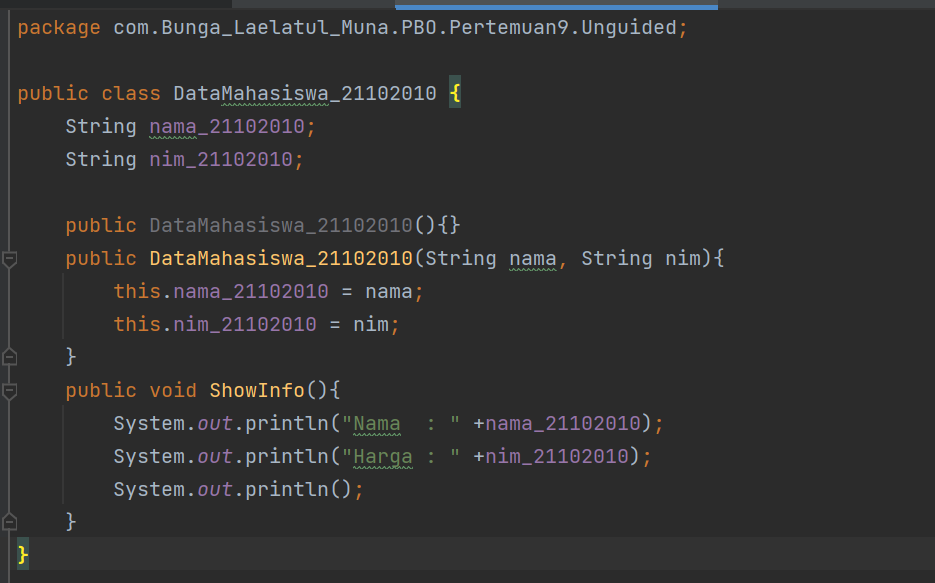 package com.Bunga_Laelatul_Muna.PBO.Pertemuan9.Unguided;
public class DataMahasiswa_21102010 {
String nama_21102010;
String nim_21102010;
public DataMahasiswa_21102010(){}
public DataMahasiswa_21102010(String nama, String nim){
this.nama_21102010 = nama;
this.nim_21102010 = nim;
}
public void ShowInfo(){
System.out.println("Nama  : " +nama_21102010);
System.out.println("Harga : " +nim_21102010);
System.out.println();
}
}